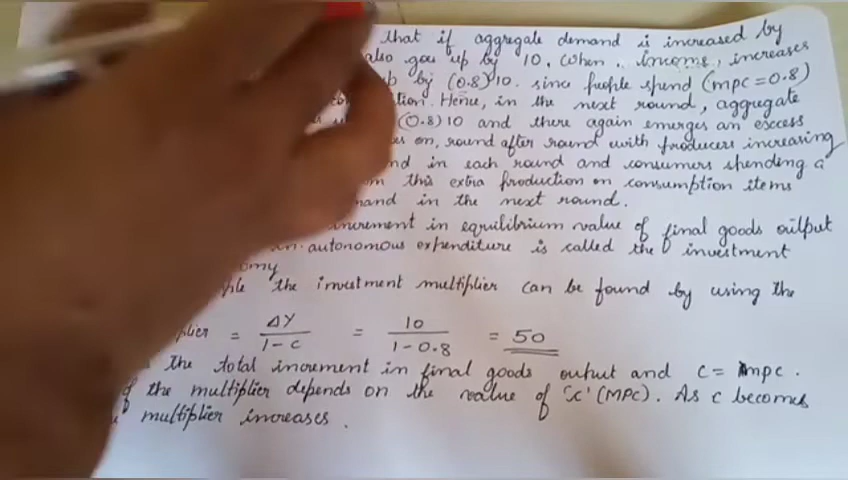 that if aggregate demand is increased by
also goes up by 10. When income, increases
by (0.8)10. since people spend (mpc = 0.8)
tion. Hence, in the next round, aggregate
(0.8)10 and there again emerges an excess
on, round after round with producers increasing
nd in each round and consumers spending a
this extra production on consumption items
mand in the next round.
increment in equilibrium value of final goods output
autonomous expenditure is called the investment
omy
ple the investment multiplier can be found by using the
plier = ΔY / 1 - c = 10 / 1 - 0.8 = 50
the total increment in final goods output and c = mpc.
of the multiplier depends on the value of 'c' (MPC). As c becomes
multiplier increases.